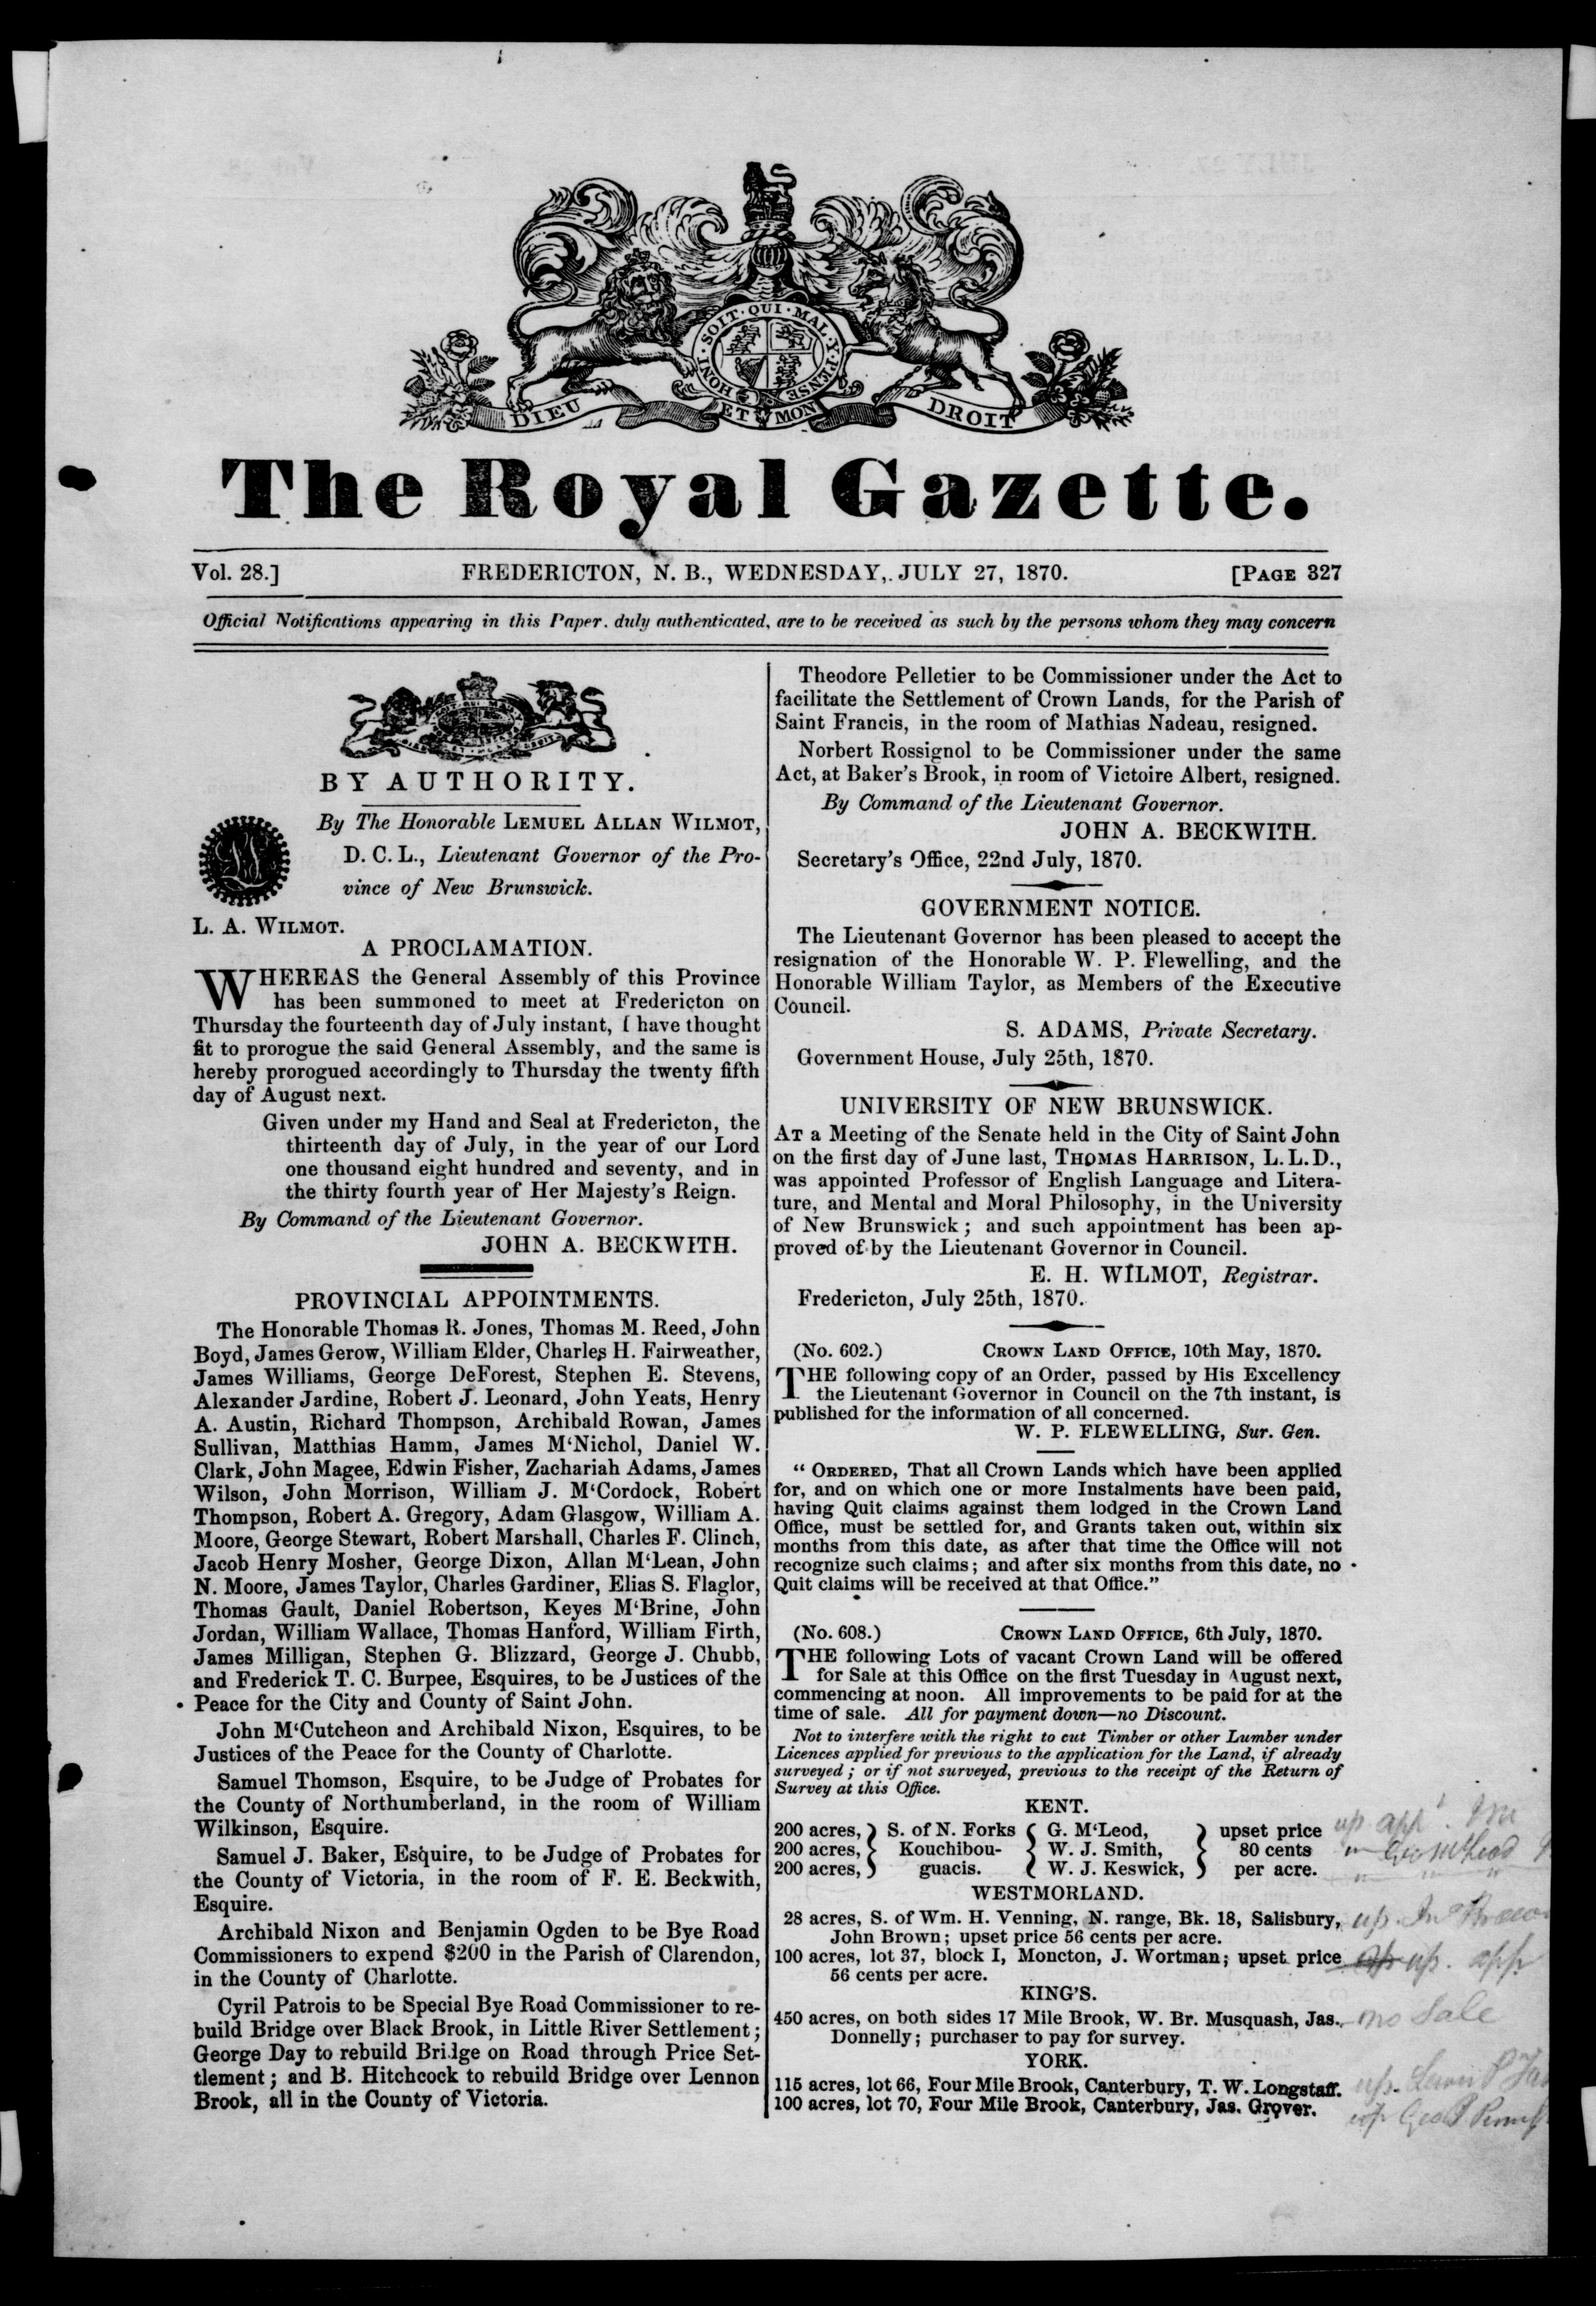 HONI · SOIT · QUI · MAL · Y · PENSE
DIEU ET MON DROIT
The Royal Gazette.
Vol. 28.] FREDERICTON, N. B., WEDNESDAY, JULY 27, 1870. [PAGE 327
Official Notifications appearing in this Paper, duly authenticated, are to be received as such by the persons whom they may concern
BY AUTHORITY.
By The Honorable LEMUEL ALLAN WILMOT,
D. C. L., Lieutenant Governor of the Pro-
vince of New Brunswick.
L. A. WILMOT.
A PROCLAMATION.
WHEREAS the General Assembly of this Province
has been summoned to meet at Fredericton on
Thursday the fourteenth day of July instant, I have thought
fit to prorogue the said General Assembly, and the same is
hereby prorogued accordingly to Thursday the twenty fifth
day of August next.
Given under my Hand and Seal at Fredericton, the
thirteenth day of July, in the year of our Lord
one thousand eight hundred and seventy, and in
the thirty fourth year of Her Majesty's Reign.
By Command of the Lieutenant Governor.
JOHN A. BECKWITH.
PROVINCIAL APPOINTMENTS.
The Honorable Thomas R. Jones, Thomas M. Reed, John
Boyd, James Gerow, William Elder, Charles H. Fairweather,
James Williams, George DeForest, Stephen E. Stevens,
Alexander Jardine, Robert J. Leonard, John Yeats, Henry
A. Austin, Richard Thompson, Archibald Rowan, James
Sullivan, Matthias Hamm, James M'Nichol, Daniel W.
Clark, John Magee, Edwin Fisher, Zachariah Adams, James
Wilson, John Morrison, William J. M'Cordock, Robert
Thompson, Robert A. Gregory, Adam Glasgow, William A.
Moore, George Stewart, Robert Marshall, Charles F. Clinch,
Jacob Henry Mosher, George Dixon, Allan M'Lean, John
N. Moore, James Taylor, Charles Gardiner, Elias S. Flaglor,
Thomas Gault, Daniel Robertson, Keyes M'Brine, John
Jordan, William Wallace, Thomas Hanford, William Firth,
James Milligan, Stephen G. Blizzard, George J. Chubb,
and Frederick T. C. Burpee, Esquires, to be Justices of the
Peace for the City and County of Saint John.
John M'Cutcheon and Archibald Nixon, Esquires, to be
Justices of the Peace for the County of Charlotte.
Samuel Thomson, Esquire, to be Judge of Probates for
the County of Northumberland, in the room of William
Wilkinson, Esquire.
Samuel J. Baker, Esquire, to be Judge of Probates for
the County of Victoria, in the room of F. E. Beckwith,
Esquire.
Archibald Nixon and Benjamin Ogden to be Bye Road
Commissioners to expend $200 in the Parish of Clarendon,
in the County of Charlotte.
Cyril Patrois to be Special Bye Road Commissioner to re-
build Bridge over Black Brook, in Little River Settlement;
George Day to rebuild Bridge on Road through Price Set-
tlement; and B. Hitchcock to rebuild Bridge over Lennon
Brook, all in the County of Victoria.
Theodore Pelletier to be Commissioner under the Act to
facilitate the Settlement of Crown Lands, for the Parish of
Saint Francis, in the room of Mathias Nadeau, resigned.
Norbert Rossignol to be Commissioner under the same
Act, at Baker's Brook, in room of Victoire Albert, resigned.
By Command of the Lieutenant Governor.
JOHN A. BECKWITH.
Secretary's Office, 22nd July, 1870.
GOVERNMENT NOTICE.
The Lieutenant Governor has been pleased to accept the
resignation of the Honorable W. P. Flewelling, and the
Honorable William Taylor, as Members of the Executive
Council.
S. ADAMS, Private Secretary.
Government House, July 25th, 1870.
UNIVERSITY OF NEW BRUNSWICK.
AT a Meeting of the Senate held in the City of Saint John
on the first day of June last, THOMAS HARRISON, L.L.D.,
was appointed Professor of English Language and Litera-
ture, and Mental and Moral Philosophy, in the University
of New Brunswick; and such appointment has been ap-
proved of by the Lieutenant Governor in Council.
E. H. WILMOT, Registrar.
Fredericton, July 25th, 1870.
(No. 602.) CROWN LAND OFFICE, 10th May, 1870.
THE following copy of an Order, passed by His Excellency
the Lieutenant Governor in Council on the 7th instant, is
published for the information of all concerned.
W. P. FLEWELLING, Sur. Gen.
" ORDERED, That all Crown Lands which have been applied
for, and on which one or more Instalments have been paid,
having Quit claims against them lodged in the Crown Land
Office, must be settled for, and Grants taken out, within six
months from this date, as after that time the Office will not
recognize such claims; and after six months from this date, no
Quit claims will be received at that Office."
(No. 608.) CROWN LAND OFFICE, 6th July, 1870.
THE following Lots of vacant Crown Land will be offered
for Sale at this Office on the first Tuesday in August next,
commencing at noon. All improvements to be paid for at the
time of sale. All for payment down—no Discount.
Not to interfere with the right to cut Timber or other Lumber under
Licences applied for previous to the application for the Land, if already
surveyed; or if not surveyed, previous to the receipt of the Return of
Survey at this Office.
KENT.
200 acres, S. of N. Forks G. M'Leod, upset price up app
200 acres, Kouchibou- W. J. Smith, 80 cents
200 acres, guacis. W. J. Keswick, per acre.
WESTMORLAND.
28 acres, S. of Wm. H. Venning, N. range, Bk. 18, Salisbury, up.
John Brown; upset price 56 cents per acre.
100 acres, lot 37, block I, Moncton, J. Wortman; upset price up. app
56 cents per acre.
KING'S.
450 acres, on both sides 17 Mile Brook, W. Br. Musquash, Jas. no Sale
Donnelly; purchaser to pay for survey.
YORK.
115 acres, lot 66, Four Mile Brook, Canterbury, T. W. Longstaff. up.
100 acres, lot 70, Four Mile Brook, Canterbury, Jas. Grover. up Geo